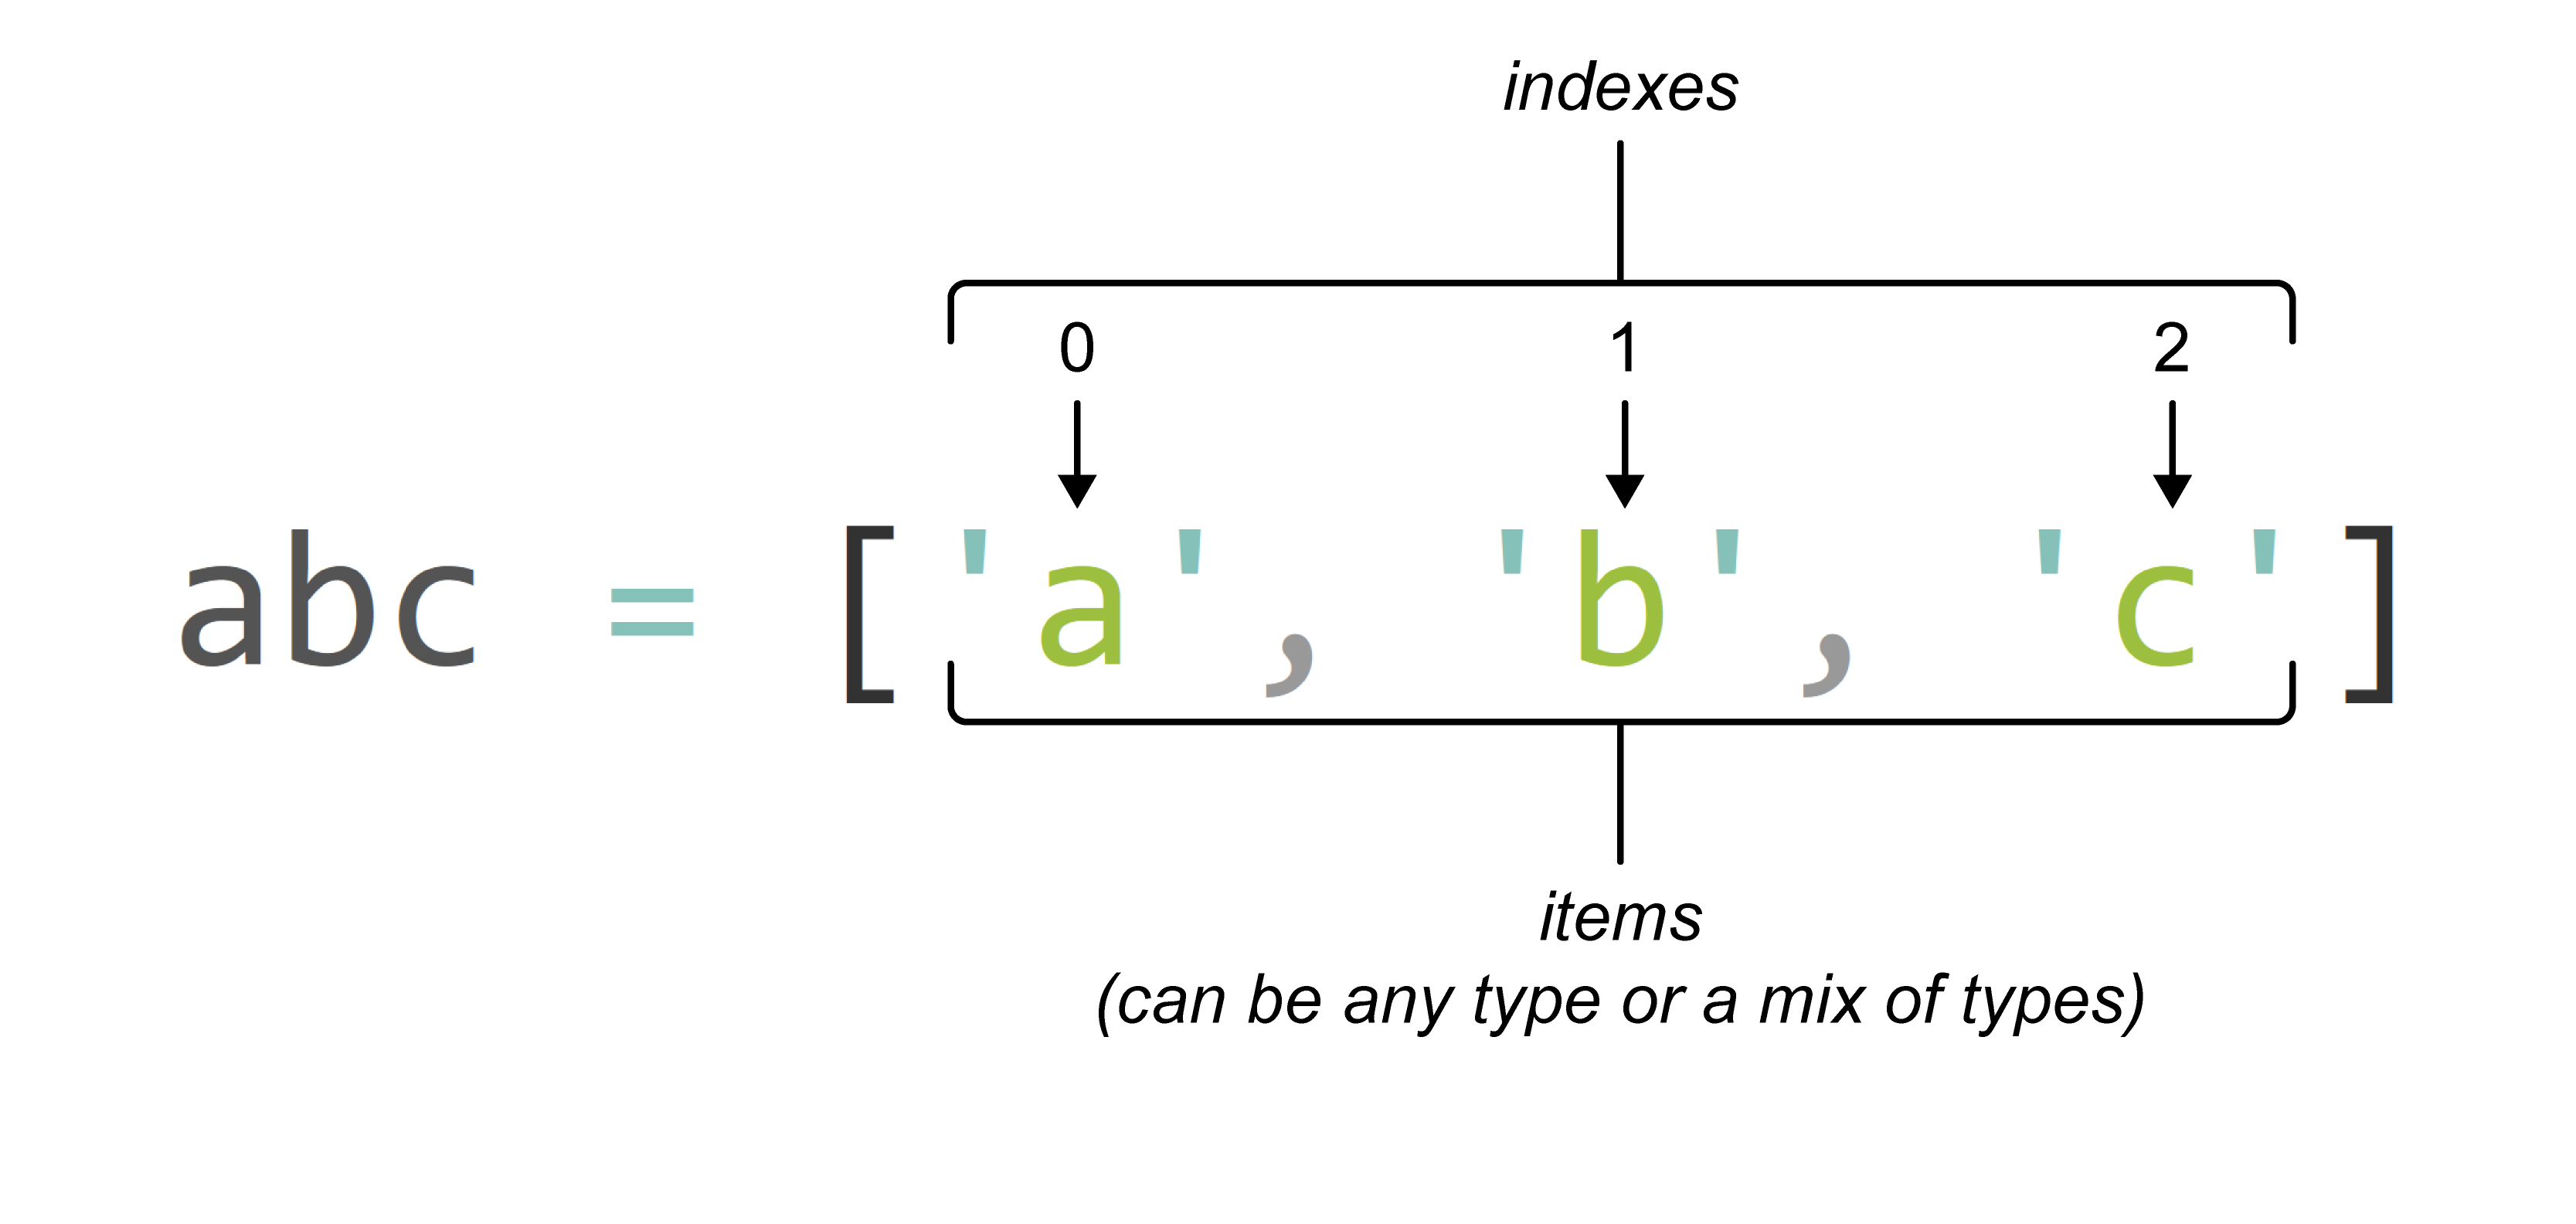 indexes
0 1 2
abc = ['a', 'b', 'c']
items
(can be any type or a mix of types)